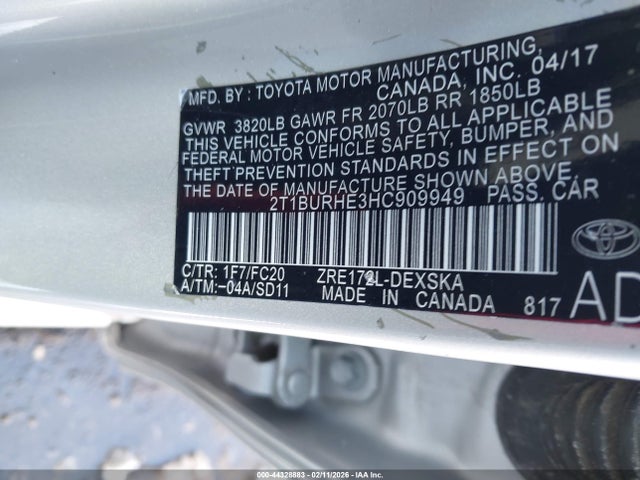 MFD. BY: TOYOTA MOTOR MANUFACTURING,
CANADA, INC. 04/17
GVWR 3820LB GAWR FR 2070LB RR 1850LB
THIS VEHICLE CONFORMS TO ALL APPLICABLE
FEDERAL MOTOR VEHICLE SAFETY, BUMPER, AND
THEFT PREVENTION STANDARDS IN EFFECT ON
THE DATE OF MANUFACTURE SHOWN ABOVE.
2T1BURHE3HC909949 PASS. CAR
C/TR: 1F7/FC20 ZRE172L-DEXSKA
A/TM:-04A/SD11 MADE IN CANADA 817 AD
TOYOTA
000-44328883 - 02/11/2026 - IAA Inc.